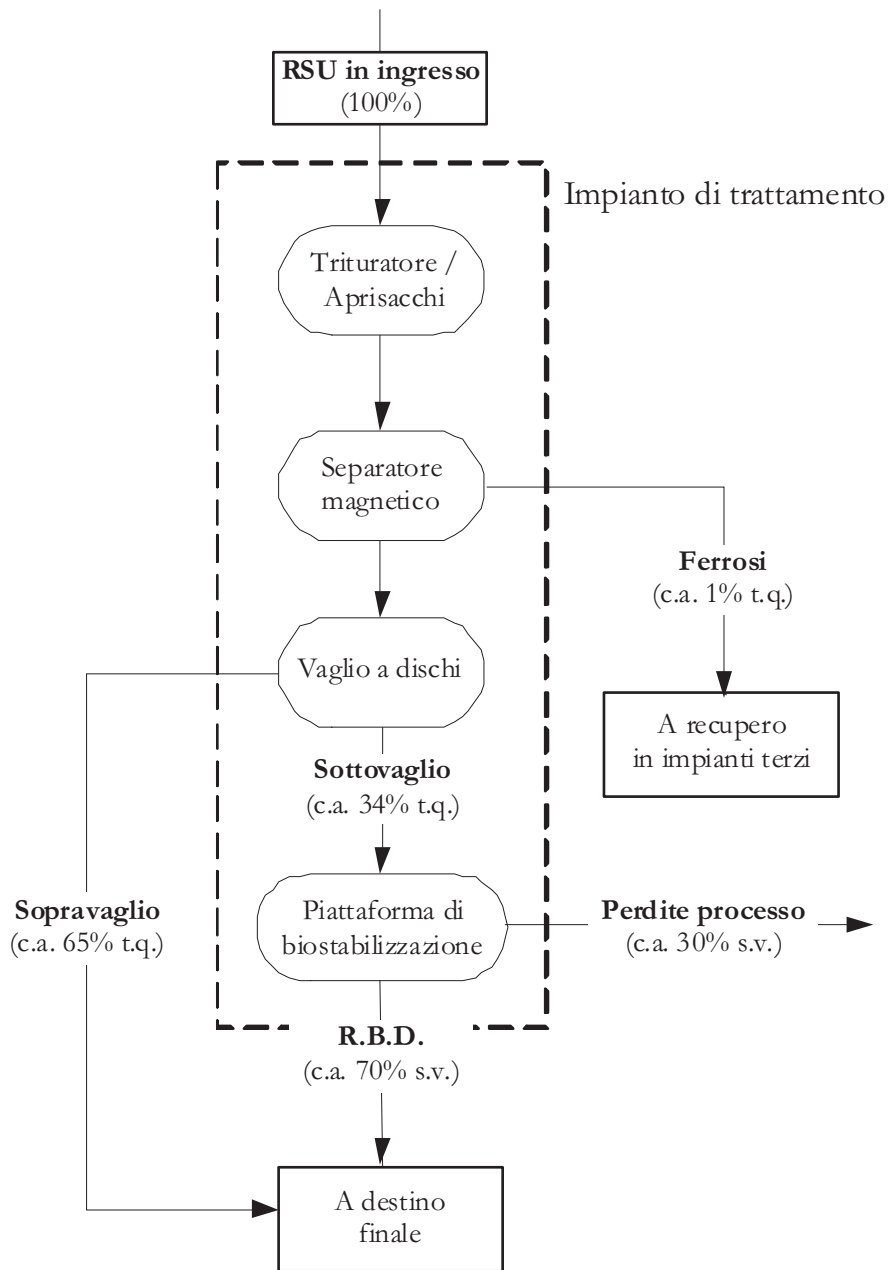 RSU in ingresso
(100%)
Impianto di trattamento
Trituratore /
Aprisacchi
Separatore
magnetico
Ferrosi
(c.a. 1% t.q.)
Vaglio a dischi
A recupero
in impianti terzi
Sottovaglio
(c.a. 34% t.q.)
Sopravaglio
(c.a. 65% t.q.)
Piattaforma di
biostabilizzazione
Perdite processo
(c.a. 30% s.v.)
R.B.D.
(c.a. 70% s.v.)
A destino
finale